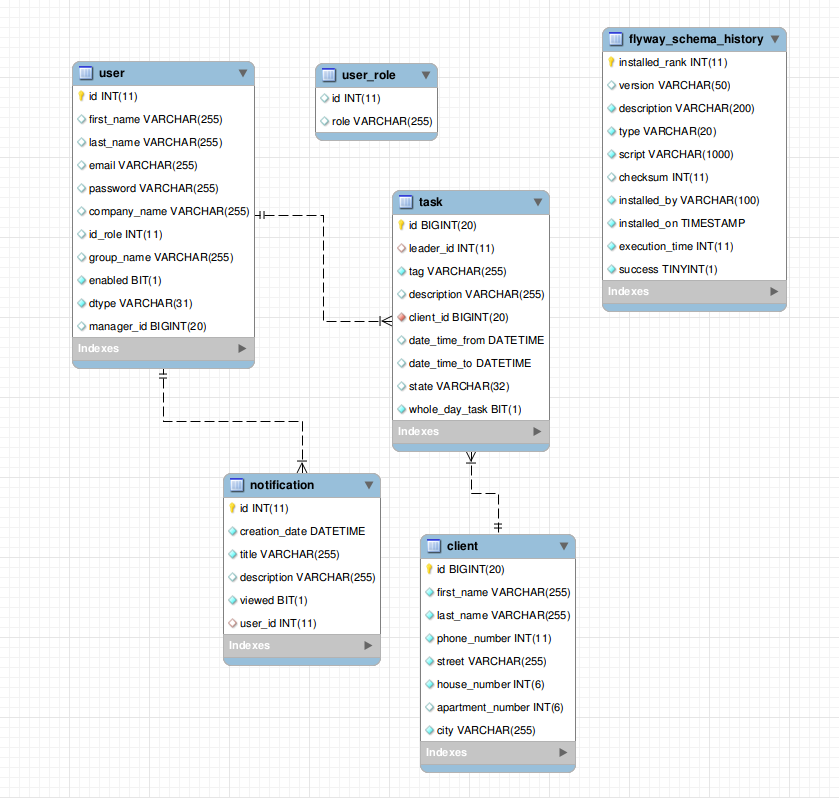 user
id INT(11)
first_name VARCHAR(255)
last_name VARCHAR(255)
email VARCHAR(255)
password VARCHAR(255)
company_name VARCHAR(255)
id_role INT(11)
group_name VARCHAR(255)
enabled BIT(1)
dtype VARCHAR(31)
manager_id BIGINT(20)
Indexes
user_role
id INT(11)
role VARCHAR(255)
flyway_schema_history
installed_rank INT(11)
version VARCHAR(50)
description VARCHAR(200)
type VARCHAR(20)
script VARCHAR(1000)
checksum INT(11)
installed_by VARCHAR(100)
installed_on TIMESTAMP
execution_time INT(11)
success TINYINT(1)
Indexes
task
id BIGINT(20)
leader_id INT(11)
tag VARCHAR(255)
description VARCHAR(255)
client_id BIGINT(20)
date_time_from DATETIME
date_time_to DATETIME
state VARCHAR(32)
whole_day_task BIT(1)
Indexes
notification
id INT(11)
creation_date DATETIME
title VARCHAR(255)
description VARCHAR(255)
viewed BIT(1)
user_id INT(11)
Indexes
client
id BIGINT(20)
first_name VARCHAR(255)
last_name VARCHAR(255)
phone_number INT(11)
street VARCHAR(255)
house_number INT(6)
apartment_number INT(6)
city VARCHAR(255)
Indexes